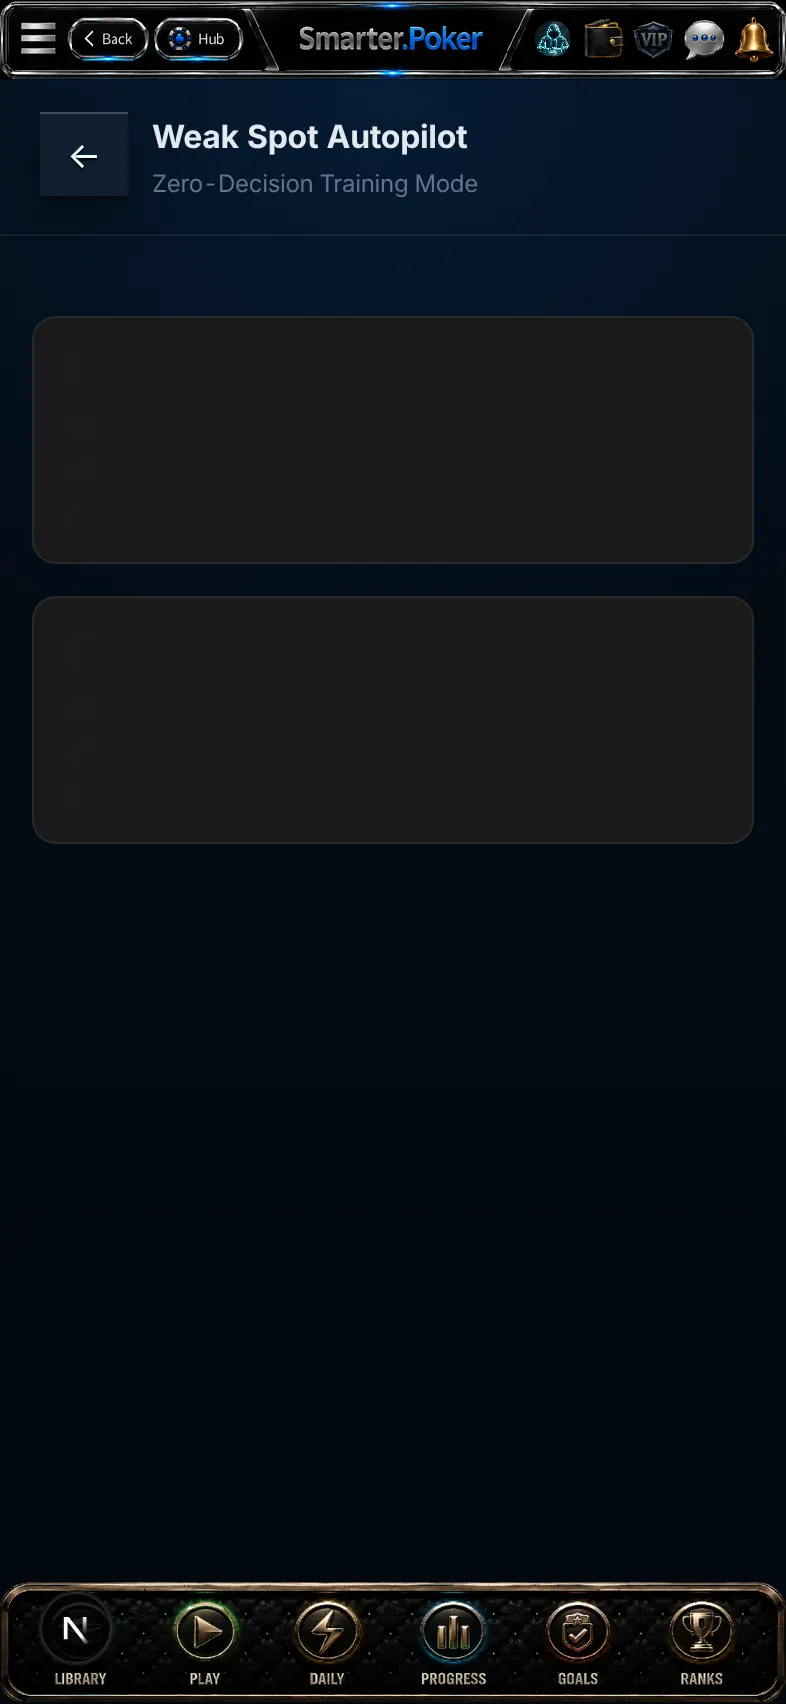 Back
Hub
Smarter.Poker
VIP
Weak Spot Autopilot
Zero-Decision Training Mode
N
LIBRARY
PLAY
DAILY
PROGRESS
GOALS
RANKS